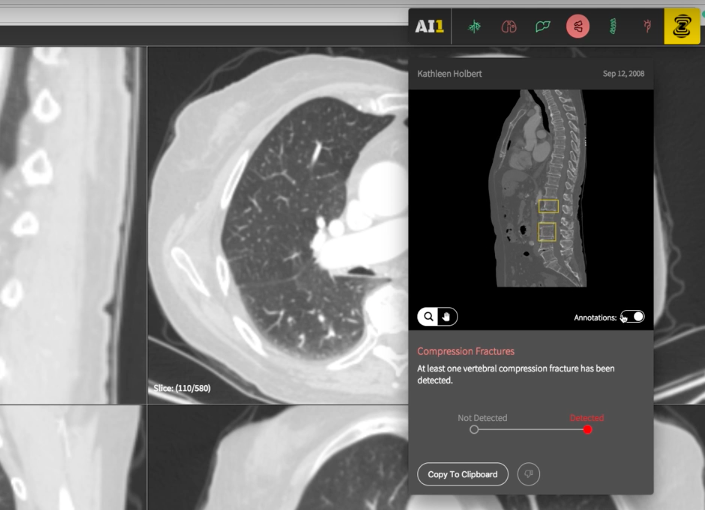 AI1
Kathleen Holbert
Sep 12, 2008
Annotations:
Slice: (110/580)
Compression Fractures
At least one vertebral compression fracture has been
detected.
Not Detected
Detected
Copy To Clipboard